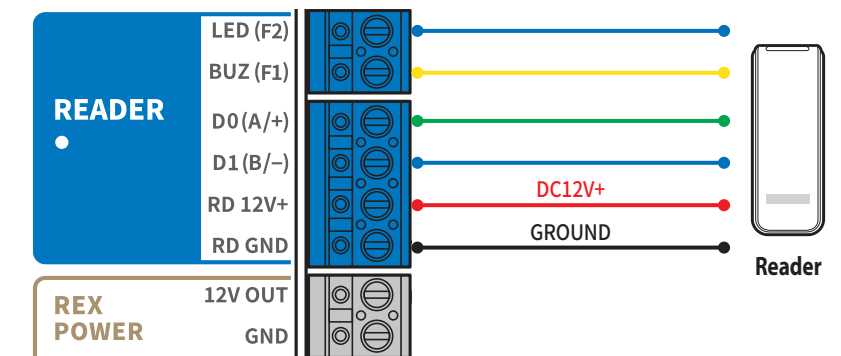 LED (F2)
BUZ (F1)
READER
D0(A/+)
D1(B/−)
RD 12V+
RD GND
DC12V+
GROUND
Reader
REX
POWER
12V OUT
GND